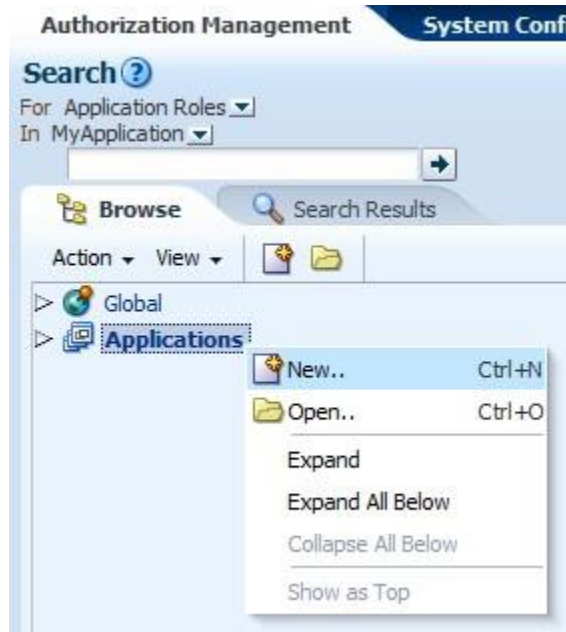 Authorization Management System Conf
Search ?
For Application Roles
In MyApplication
Browse Search Results
Action View
Global
Applications
New.. Ctrl+N
Open.. Ctrl+O
Expand
Expand All Below
Collapse All Below
Show as Top